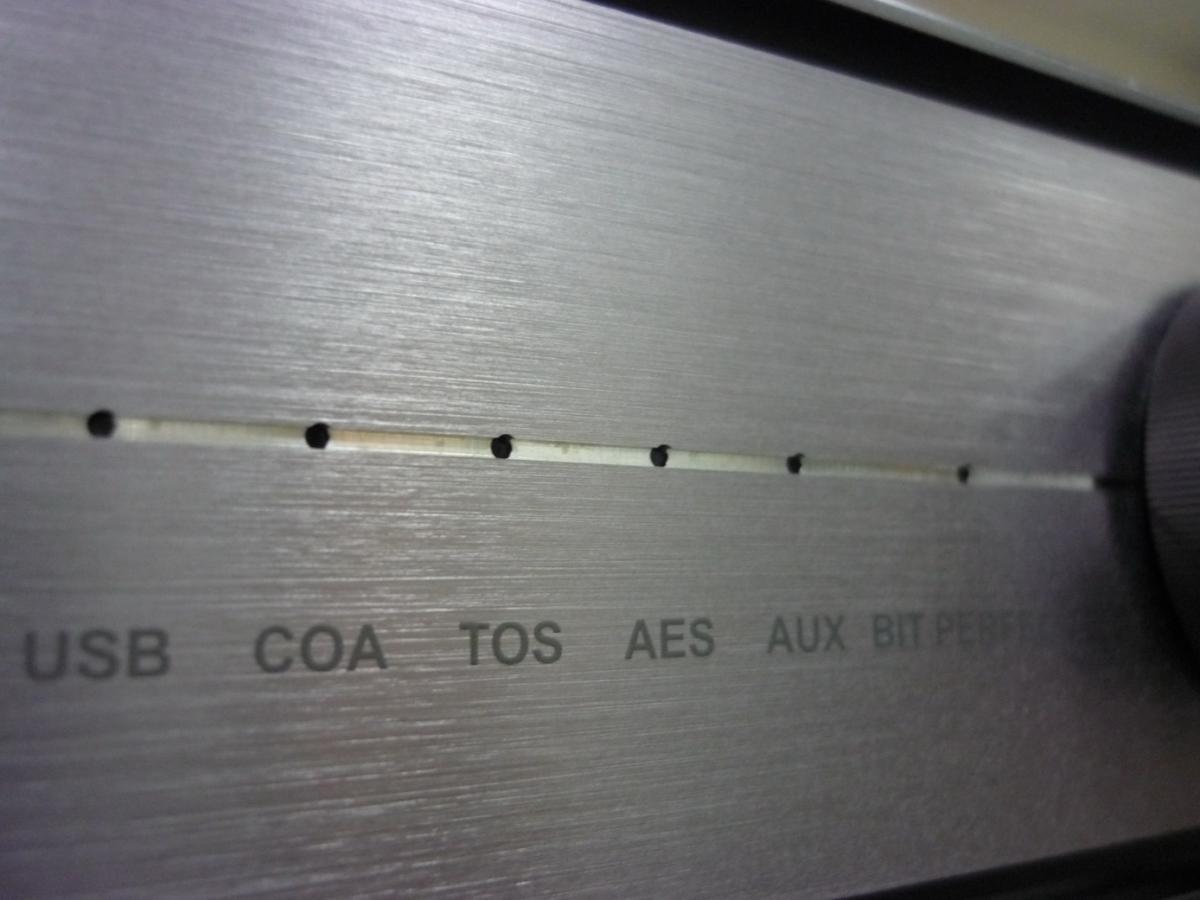 USB COA TOS AES AUX BIT